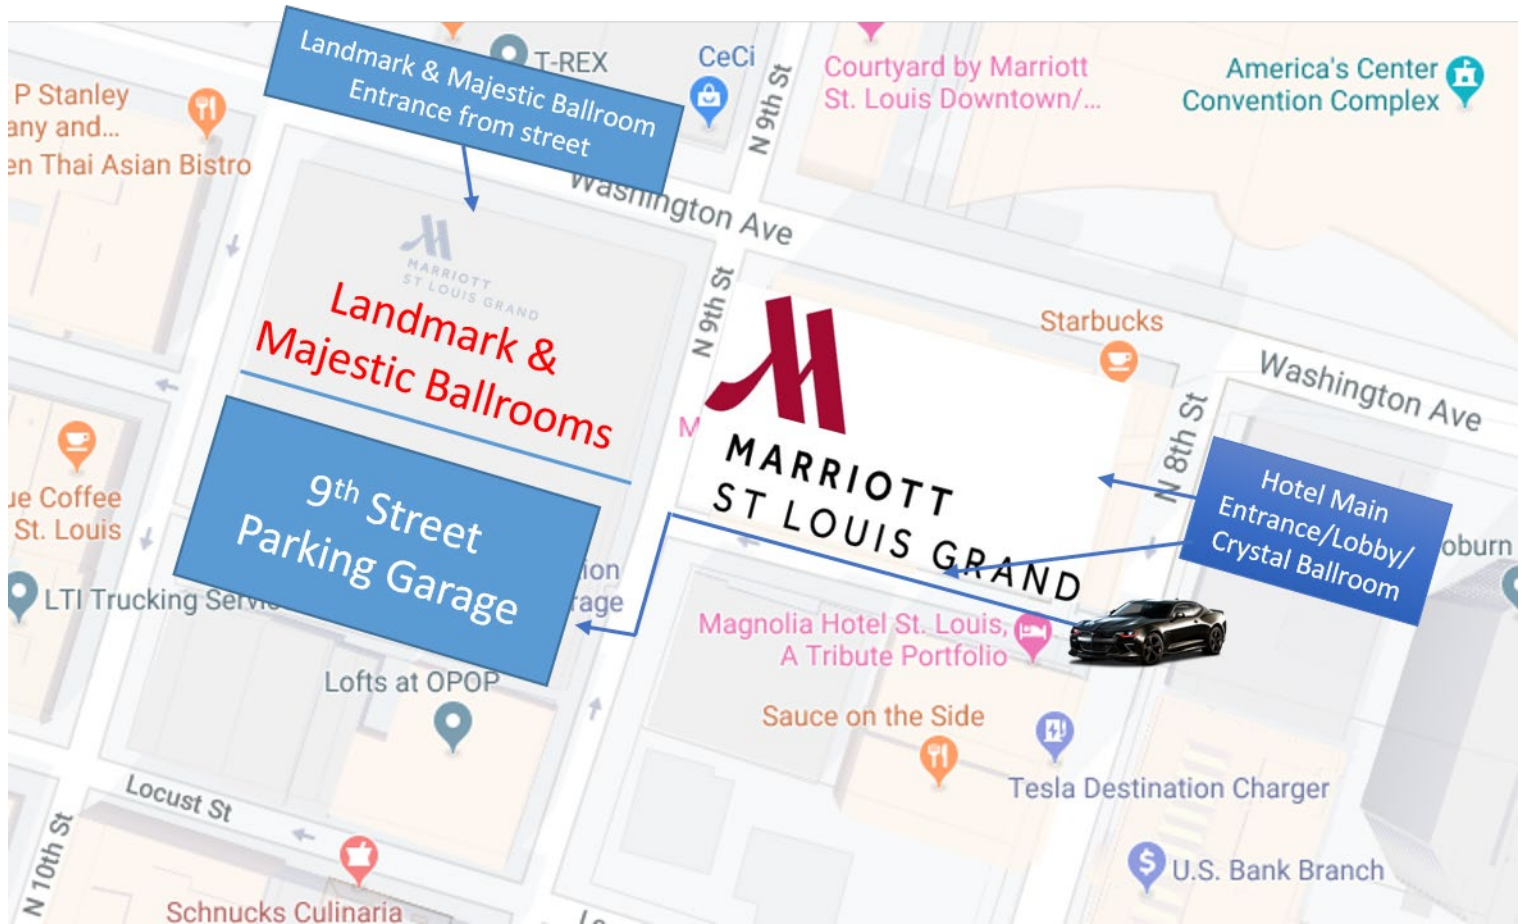 Landmark & Majestic Ballroom
Entrance from street
T-REX
CeCi
N 9th St
Courtyard by Marriott
St. Louis Downtown/...
America's Center
Convention Complex
P Stanley
any and...
en Thai Asian Bistro
Washington Ave
MARRIOTT
ST LOUIS GRAND
Landmark &
Majestic Ballrooms
N 9th St
Starbucks
Washington Ave
N 8th St
M
MARRIOTT
ST LOUIS GRAND
Hotel Main
Entrance/Lobby/
Crystal Ballroom
oburn
ue Coffee
St. Louis
9th Street
Parking Garage
ion
rage
LTI Trucking Servic
Magnolia Hotel St. Louis,
A Tribute Portfolio
Lofts at OPOP
Sauce on the Side
Tesla Destination Charger
Locust St
N 10th St
U.S. Bank Branch
Schnucks Culinaria